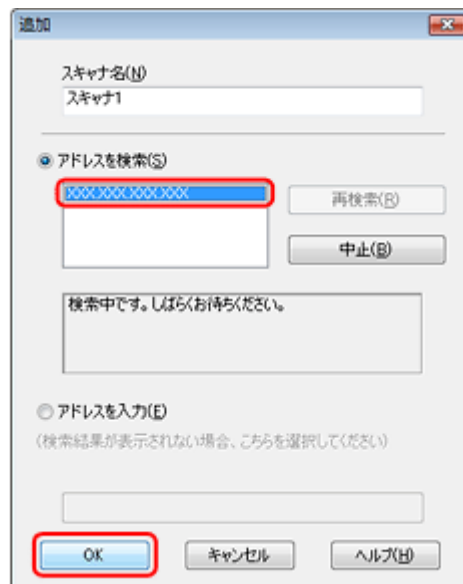 追加
スキャナ名(N)
スキャナ1
アドレスを検索(S)
XXX.XXX.XXX.XXX
再検索(R)
中止(B)
検索中です。しばらくお待ちください。
アドレスを入力(E)
(検索結果が表示されない場合、こちらを選択してください)
OK
キャンセル
ヘルプ(H)